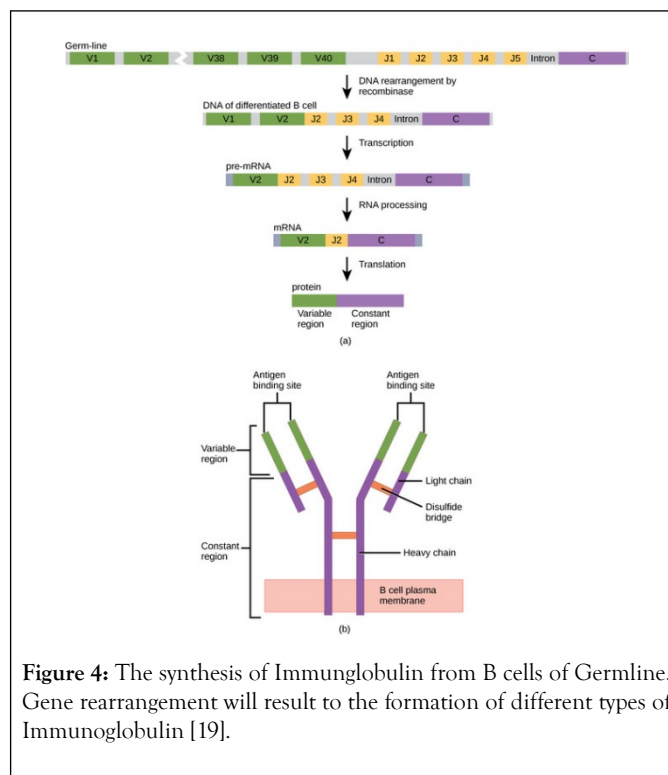 Germ-line
V1 V2 V38 V39 V40 J1 J2 J3 J4 J5 Intron C
DNA rearrangement by
recombinase
DNA of differentiated B cell
V1 V2 J2 J3 J4 Intron C
Transcription
pre-mRNA
V2 J2 J3 J4 Intron C
RNA processing
mRNA
V2 J2 C
Translation
protein
Variable region Constant region
(a)
Antigen binding site
Antigen binding site
Variable region
Light chain
Disulfide bridge
Constant region
Heavy chain
B cell plasma membrane
(b)
Figure 4: The synthesis of Immunglobulin from B cells of Germline.
Gene rearrangement will result to the formation of different types of
Immunoglobulin [19].